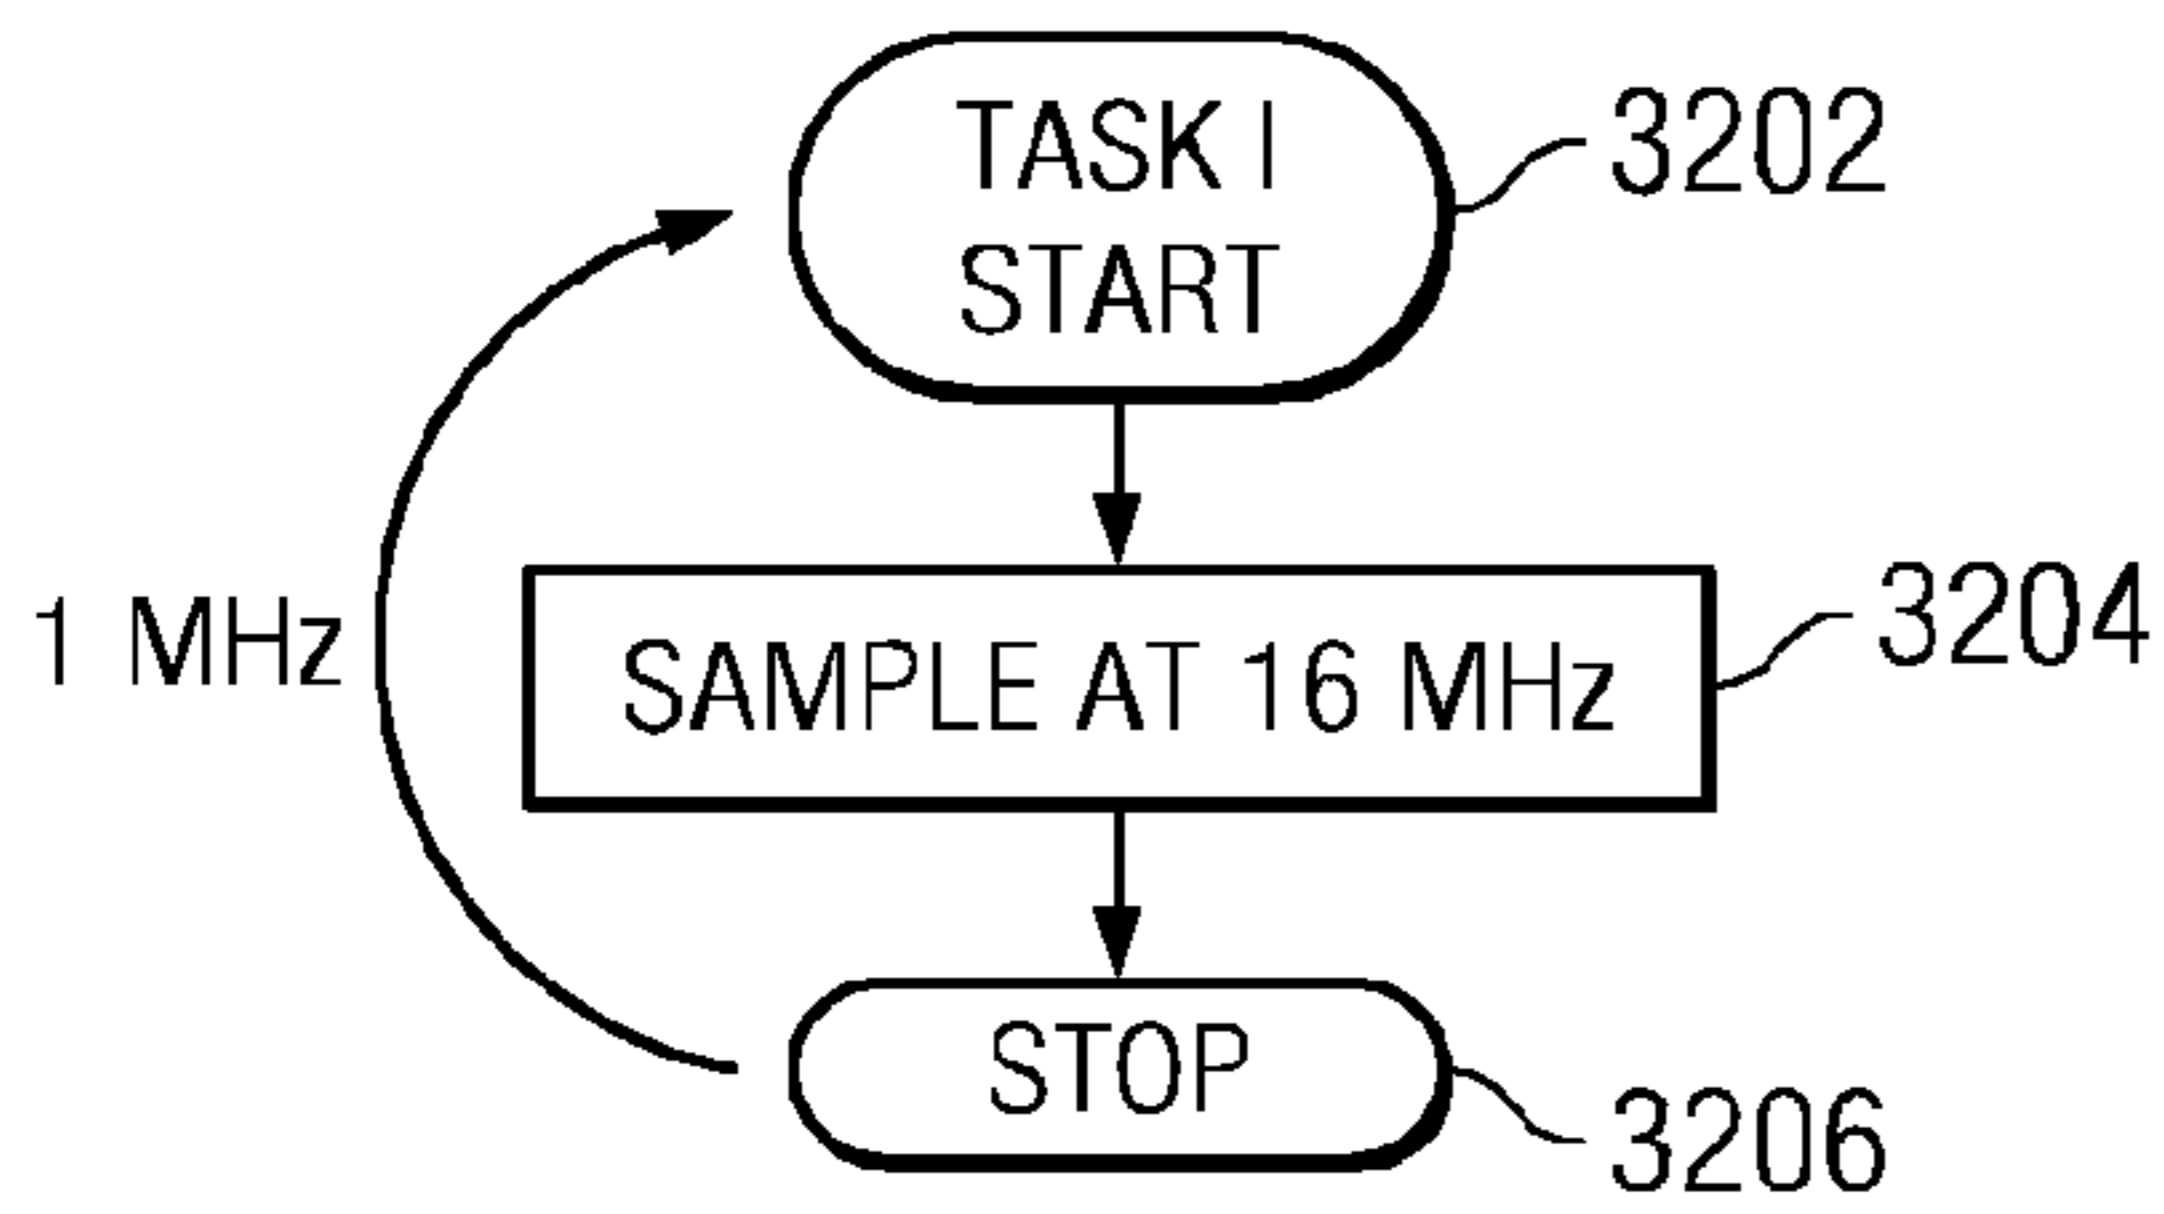 TASK I
START
3202
1 MHz
SAMPLE AT 16 MHz
3204
STOP
3206